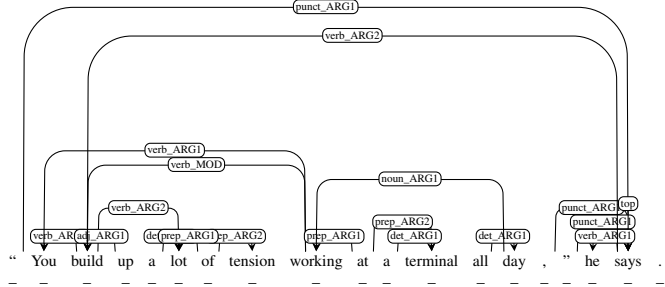 punct_ARG1
verb_ARG2
verb_ARG1
verb_MOD
noun_ARG1
verb_ARG2
punct_ARG1 top
prep_ARG2 punct_ARG1
adj_ARG1 prep_ARG1 prep_ARG1 det_ARG1 det_ARG1 verb_ARG1
“ You build up a lot of tension working at a terminal all day , ” he says .
_ _ _ _ _ _ _ _ _ _ _ _ _ _ _ _ _ _ _